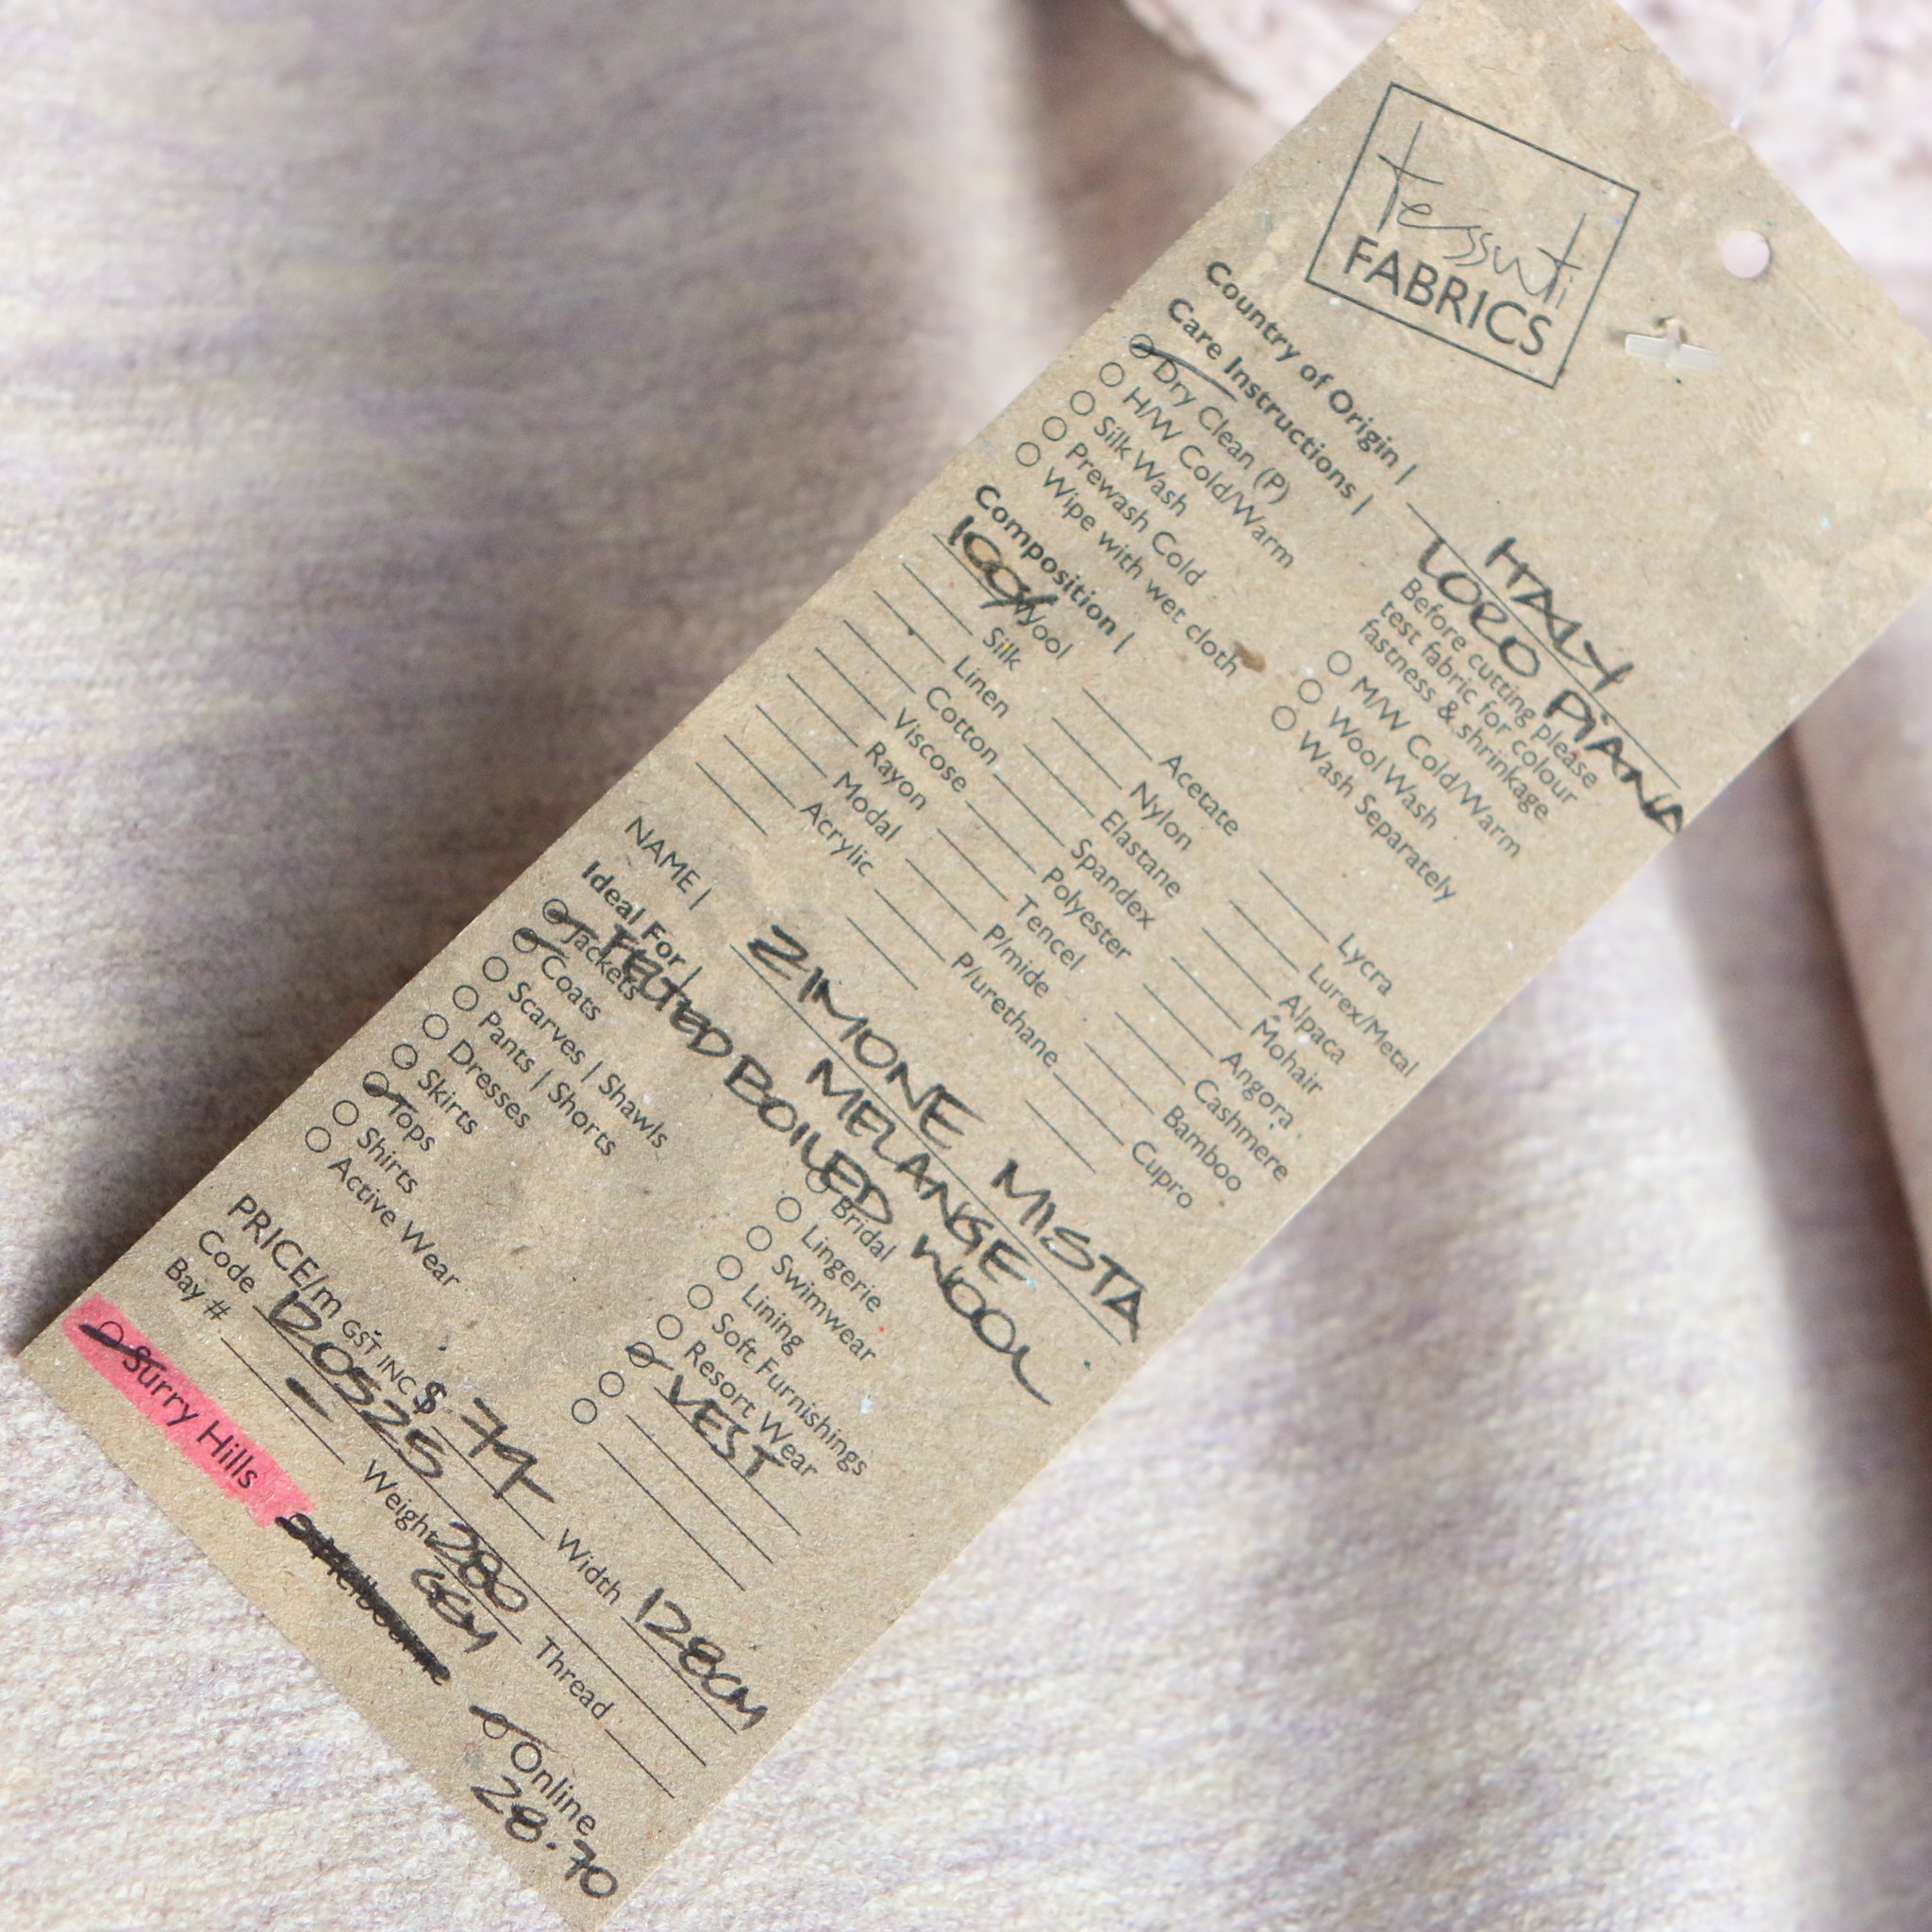 tessuti
FABRICS
Country of Origin | ITALY
LORO PIANA
Care Instructions |
Dry Clean (P)
H/W Cold/Warm
Silk Wash
Prewash Cold
Wipe with wet cloth
Before cutting please
test fabric for colour
fastness & shrinkage
M/W Cold/Warm
Wool Wash
Wash Separately
Composition |
100% Wool
Silk
Linen
Cotton
Viscose
Rayon
Modal
Acrylic
Acetate
Nylon
Elastane
Spandex
Polyester
Tencel
P/mide
P/urethane
Lycra
Lurex/Metal
Alpaca
Mohair
Angora
Cashmere
Bamboo
Cupro
NAME | ZIMONE MISTA
MELANGE
FELTED BOILED WOOL
Ideal For |
Jackets
Coats
Scarves | Shawls
Pants | Shorts
Dresses
Skirts
Tops
Shirts
Active Wear
Bridal
Lingerie
Swimwear
Lining
Soft Furnishings
Resort Wear
VEST
PRICE/m GST INC $ 74- Width 128CM
Code 120525 Weight 280 Thread
GSM
Bay # -
Surry Hills Melbourne Online
28.70